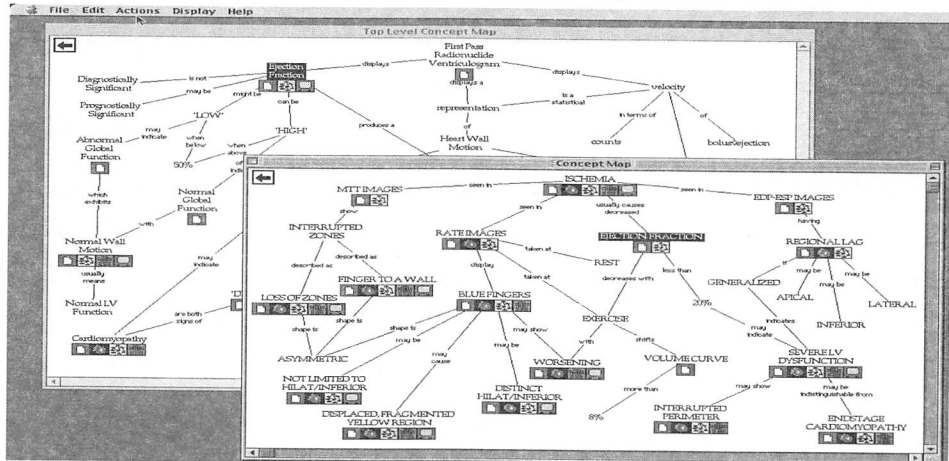 File Edit Actions Display Help
Top Level Concept Map
First Pass
Radionuclide
Ventriculogram
Ejection
Fraction
displays
displays
Diagnostically
Significant
is not
Prognostically
Significant
may be
might be
can be
displays a
representation
is a
statistical
velocity
in terms of
of
counts
bolus ejection
of
Heart Wall
Motion
produces a
'LOW'
'HIGH'
may
indicate
when
below
when
above
50%
Abnormal
Global
Function
which
exhibits
Normal
Global
Function
with
Normal Wall
Motion
usually
means
Normal LV
Function
may
indicate
are both
signs of
Cardiomyopathy
Concept Map
ISCHEMIA
seen in
seen in
seen in
usually causes
decreased
MTT IMAGES
EDP-ESP IMAGES
show
having
INTERRUPTED
ZONES
RATE IMAGES
taken at
REST
EJECTION FRACTION
REGIONAL LAG
described as
described as
display
taken at
decreases with
less than
if
may be
may be
may be
FINGER TO A WALL
LOSS OF ZONES
BLUE FINGERS
GENERALIZED
APICAL
LATERAL
20%
INFERIOR
EXERCISE
shape is
shape is
shape is
may be
may
cause
may be
may show
with
shifts
may
indicate
indicates
ASYMMETRIC
WORSENING
VOLUME CURVE
SEVERE LV
DYSFUNCTION
NOT LIMITED TO
HILAT/INFERIOR
DISTINCT
HILAT/INFERIOR
more than
8%
may show
may be
indistinguishable from
DISPLACED, FRAGMENTED
YELLOW REGION
INTERRUPTED
PERIMETER
ENDSTAGE
CARDIOMYOPATHY